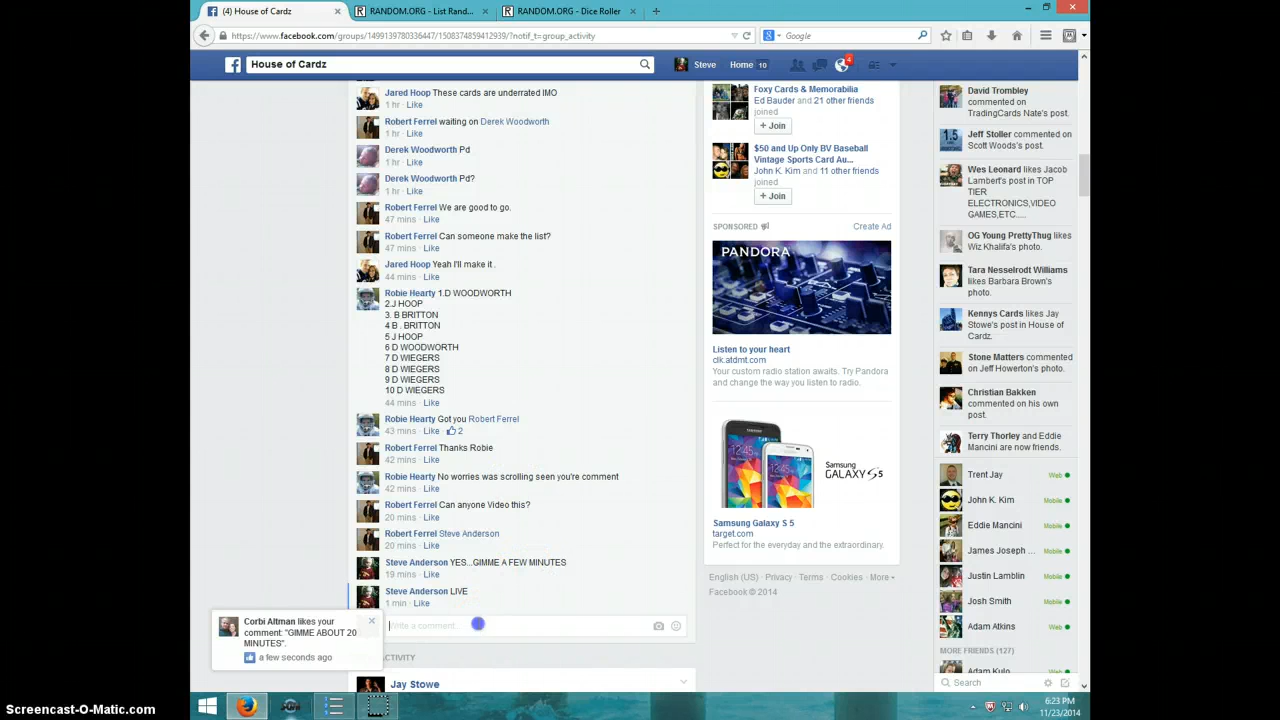 (4) House of Cardz
RANDOM.ORG - List Rand...
RANDOM.ORG - Dice Roller
https://www.facebook.com/groups/1499139780336447/1508374859412939/?notif_t=group_activity
Google
House of Cardz
Steve
Home 10
4
Jared Hoop These cards are underrated IMO
1 hr · Like
Robert Ferrel waiting on Derek Woodworth
1 hr · Like
Derek Woodworth Pd
1 hr · Like
Derek Woodworth Pd?
1 hr · Like
Robert Ferrel We are good to go.
47 mins · Like
Robert Ferrel Can someone make the list?
47 mins · Like
Jared Hoop Yeah I'll make it .
44 mins · Like
Robie Hearty 1.D WOODWORTH
2.J HOOP
3. B BRITTON
4 B . BRITTON
5 J HOOP
6 D WOODWORTH
7 D WIEGERS
8 D WIEGERS
9 D WIEGERS
10 D WIEGERS
44 mins · Like
Robie Hearty Got you Robert Ferrel
43 mins · Like · 2
Robert Ferrel Thanks Robie
42 mins · Like
Robie Hearty No worries was scrolling seen you're comment
42 mins · Like
Robert Ferrel Can anyone Video this?
20 mins · Like
Robert Ferrel Steve Anderson
20 mins · Like
Steve Anderson YES...GIMME A FEW MINUTES
19 mins · Like
Steve Anderson LIVE
1 min · Like
Write a comment...
Corbi Altman likes your
comment: "GIMME ABOUT 20
MINUTES".
a few seconds ago
ACTIVITY
Jay Stowe
Foxy Cards & Memorabilia
Ed Bauder and 21 other friends
joined
+ Join
$50 and Up Only BV Baseball
Vintage Sports Card Au...
John K. Kim and 11 other friends
joined
+ Join
SPONSORED
Create Ad
PANDORA
Listen to your heart
clk.atdmt.com
Your custom radio station awaits. Try Pandora
and change the way you listen to radio.
Samsung
GALAXY S5
Samsung Galaxy S 5
target.com
Perfect for the everyday and the extraordinary.
English (US) · Privacy · Terms · Cookies · More
Facebook © 2014
David Trombley
commented on
TradingCards Nate's post.
Jeff Stoller commented on
Scott Woods's post.
Wes Leonard likes Jacob
Lambert's post in TOP
TIER
ELECTRONICS,VIDEO
GAMES,ETC.....
OG Young PrettyThug likes
Wiz Khalifa's photo.
Tara Nesselrodt Williams
likes Barbara Brown's
photo.
Kennys Cards likes Jay
Stowe's post in House of
Cardz.
Stone Matters commented
on Jeff Howerton's photo.
Christian Bakken
commented on his own
post.
Terry Thorley and Eddie
Mancini are now friends.
Trent Jay Web
John K. Kim Mobile
Eddie Mancini Mobile
James Joseph ... Mobile
Justin Lamblin Mobile
Josh Smith Mobile
Adam Atkins Web
MORE FRIENDS (127)
Adam Kulo
Search
6:23 PM
11/23/2014
Screencast-O-Matic.com